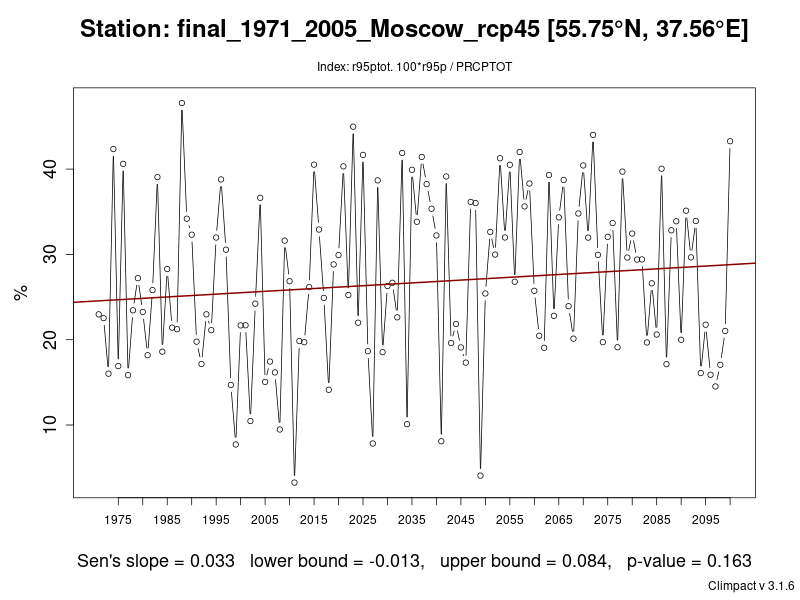 Station: final_1971_2005_Moscow_rcp45 [55.75°N, 37.56°E]
Index: r95ptot. 100*r95p / PRCPTOT
%
40
30
20
10
1975 1985 1995 2005 2015 2025 2035 2045 2055 2065 2075 2085 2095
Sen's slope = 0.033 lower bound = -0.013, upper bound = 0.084, p-value = 0.163
Climpact v 3.1.6